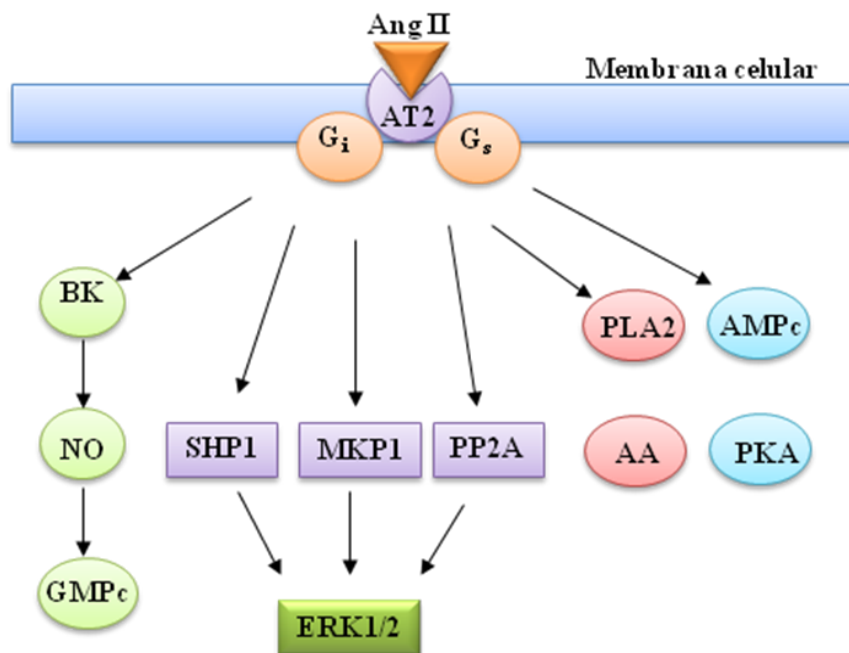 Ang II
Membrana celular
AT2
Gi
Gs
BK
PLA2
AMPc
NO
SHP1
MKP1
PP2A
AA
PKA
GMPc
ERK1/2